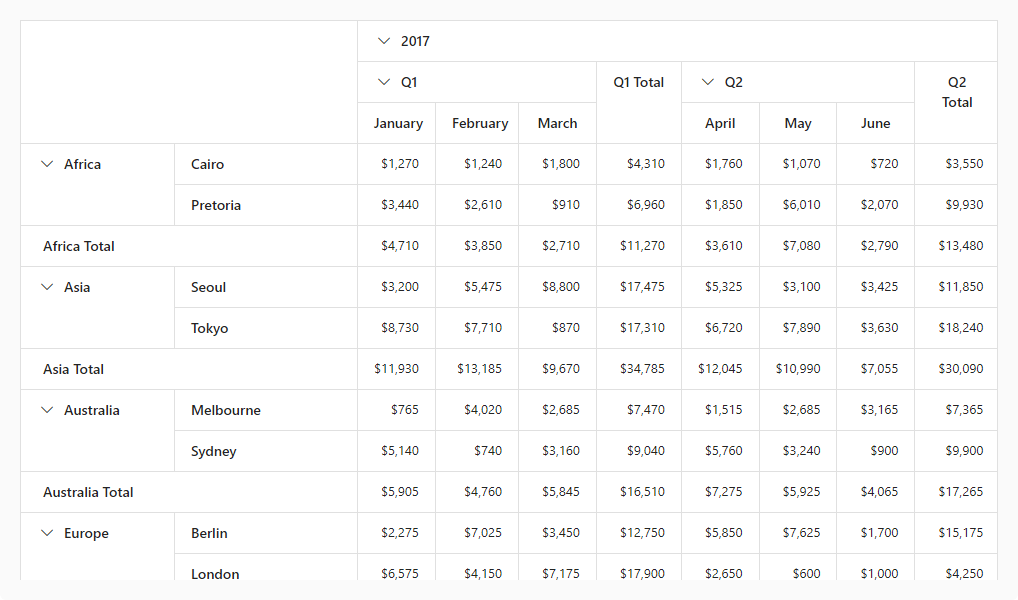 2017
Q1 Q1 Total Q2 Q2 Total
January February March April May June
Africa Cairo $1,270 $1,240 $1,800 $4,310 $1,760 $1,070 $720 $3,550
Pretoria $3,440 $2,610 $910 $6,960 $1,850 $6,010 $2,070 $9,930
Africa Total $4,710 $3,850 $2,710 $11,270 $3,610 $7,080 $2,790 $13,480
Asia Seoul $3,200 $5,475 $8,800 $17,475 $5,325 $3,100 $3,425 $11,850
Tokyo $8,730 $7,710 $870 $17,310 $6,720 $7,890 $3,630 $18,240
Asia Total $11,930 $13,185 $9,670 $34,785 $12,045 $10,990 $7,055 $30,090
Australia Melbourne $765 $4,020 $2,685 $7,470 $1,515 $2,685 $3,165 $7,365
Sydney $5,140 $740 $3,160 $9,040 $5,760 $3,240 $900 $9,900
Australia Total $5,905 $4,760 $5,845 $16,510 $7,275 $5,925 $4,065 $17,265
Europe Berlin $2,275 $7,025 $3,450 $12,750 $5,850 $7,625 $1,700 $15,175
London $6,575 $4,150 $7,175 $17,900 $2,650 $600 $1,000 $4,250